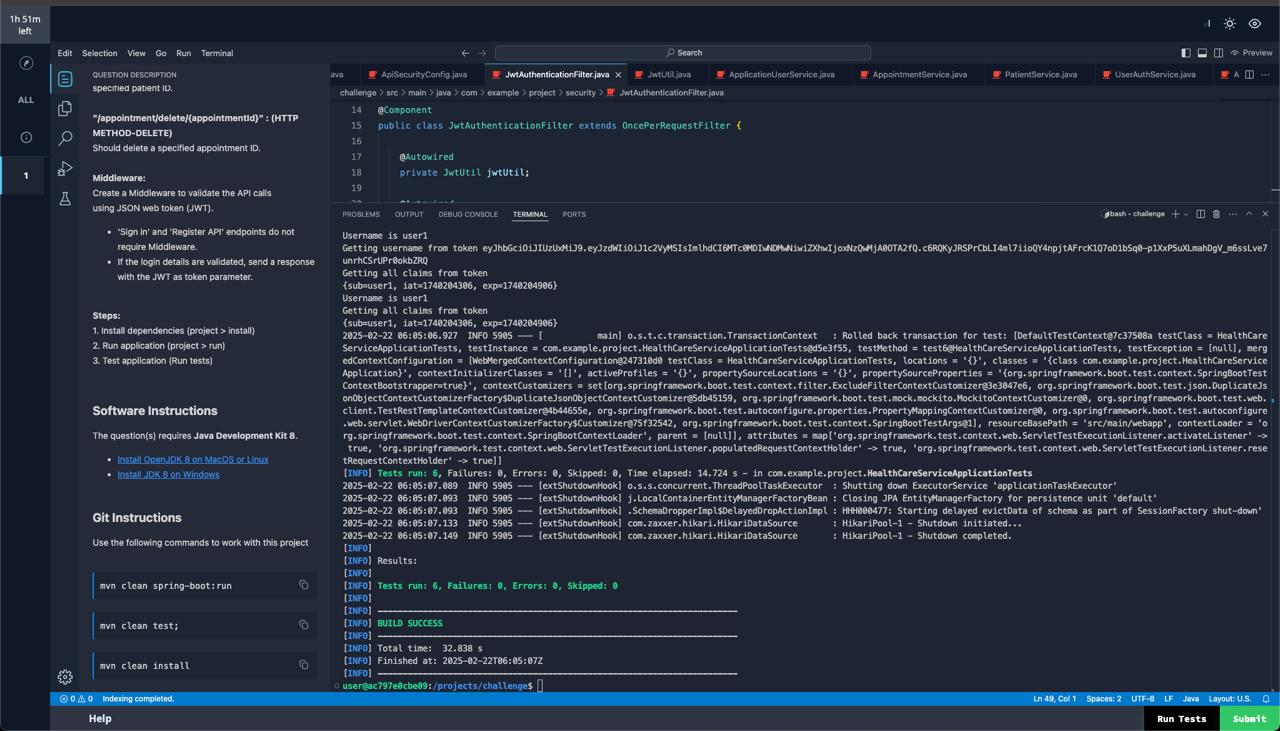 1h 51m
left
Edit Selection View Go Run Terminal
Search
Preview
ALL
1
QUESTION DESCRIPTION
specified patient ID.
"/appointment/delete/{appointmentId}" : (HTTP
METHOD-DELETE)
Should delete a specified appointment ID.
Middleware:
Create a Middleware to validate the API calls
using JSON web token (JWT).
'Sign in' and 'Register API' endpoints do not
require Middleware.
If the login details are validated, send a response
with the JWT as token parameter.
Steps:
1. Install dependencies (project > install)
2. Run application (project > run)
3. Test application (Run tests)
Software Instructions
The question(s) requires Java Development Kit 8.
Install OpenJDK 8 on MacOS or Linux
Install JDK 8 on Windows
Git Instructions
Use the following commands to work with this project
mvn clean spring-boot:run
mvn clean test;
mvn clean install
ava ApiSecurityConfig.java JwtAuthenticationFilter.java JwtUtil.java ApplicationUserService.java AppointmentService.java PatientService.java UserAuthService.java A
challenge > src > main > java > com > example > project > security > JwtAuthenticationFilter.java
14 @Component
15 public class JwtAuthenticationFilter extends OncePerRequestFilter {
16
17 @Autowired
18 private JwtUtil jwtUtil;
19
PROBLEMS OUTPUT DEBUG CONSOLE TERMINAL PORTS
bash - challenge
Username is user1
Getting username from token
Getting all claims from token
{sub=user1, iat=1740204306, exp=1740204906}
Username is user1
Getting all claims from token
{sub=user1, iat=1740204306, exp=1740204906}
2025-02-22 06:05:06.927 INFO 5905 --- [ main] o.s.t.c.transaction.TransactionContext : Rolled back transaction for test: [DefaultTestContext@7c37508a testClass = HealthCare
ServiceApplicationTests, testInstance = com.example.project.HealthCareServiceApplicationTests@d5e3f55, testMethod = test6@HealthCareServiceApplicationTests, testException = [null], merg
edContextConfiguration = [WebMergedContextConfiguration@247310d0 testClass = HealthCareServiceApplicationTests, locations = '{}', classes = '{class com.example.project.HealthCareService
Application}', contextInitializerClasses = '[]', activeProfiles = '{}', propertySourceLocations = '{}', propertySourceProperties = '{org.springframework.boot.test.context.SpringBootTest
ContextBootstrapper=true}', contextCustomizers = set[org.springframework.boot.test.context.filter.ExcludeFilterContextCustomizer@3e3047e6, org.springframework.boot.test.json.DuplicateJs
onObjectContextCustomizerFactory$DuplicateJsonObjectContextCustomizer@5db45159, org.springframework.boot.test.mock.mockito.MockitoContextCustomizer@0, org.springframework.boot.test.web.
client.TestRestTemplateContextCustomizer@4b44655e, org.springframework.boot.test.autoconfigure.properties.PropertyMappingContextCustomizer@0, org.springframework.boot.test.autoconfigure
.web.servlet.WebDriverContextCustomizerFactory$Customizer@75f32542, org.springframework.boot.test.context.SpringBootTestArgs@1], resourceBasePath = 'src/main/webapp', contextLoader = 'o
rg.springframework.boot.test.context.SpringBootContextLoader', parent = [null]], attributes = map['org.springframework.test.context.web.ServletTestExecutionListener.activateListener' ->
true, 'org.springframework.test.context.web.ServletTestExecutionListener.populatedRequestContextHolder' -> true, 'org.springframework.test.context.web.ServletTestExecutionListener.rese
tRequestContextHolder' -> true]]
[INFO] Tests run: 6, Failures: 0, Errors: 0, Skipped: 0, Time elapsed: 14.724 s - in com.example.project.HealthCareServiceApplicationTests
2025-02-22 06:05:07.089 INFO 5905 --- [extShutdownHook] o.s.s.concurrent.ThreadPoolTaskExecutor : Shutting down ExecutorService 'applicationTaskExecutor'
2025-02-22 06:05:07.093 INFO 5905 --- [extShutdownHook] j.LocalContainerEntityManagerFactoryBean : Closing JPA EntityManagerFactory for persistence unit 'default'
2025-02-22 06:05:07.093 INFO 5905 --- [extShutdownHook] .SchemaDropperImpl$DelayedDropActionImpl : HHH000477: Starting delayed evictData of schema as part of SessionFactory shut-down'
2025-02-22 06:05:07.133 INFO 5905 --- [extShutdownHook] com.zaxxer.hikari.HikariDataSource : HikariPool-1 - Shutdown initiated...
2025-02-22 06:05:07.149 INFO 5905 --- [extShutdownHook] com.zaxxer.hikari.HikariDataSource : HikariPool-1 - Shutdown completed.
[INFO]
[INFO] Results:
[INFO]
[INFO] Tests run: 6, Failures: 0, Errors: 0, Skipped: 0
[INFO]
[INFO] ------------------------------------------------------------------------
[INFO] BUILD SUCCESS
[INFO] ------------------------------------------------------------------------
[INFO] Total time: 32.838 s
[INFO] Finished at: 2025-02-22T06:05:07Z
[INFO] ------------------------------------------------------------------------
user@ac797e0cbe09:/projects/challenge$
0 0 Indexing completed.
Ln 49, Col 1 Spaces: 2 UTF-8 LF Java Layout: U.S.
Help
Run Tests
Submit